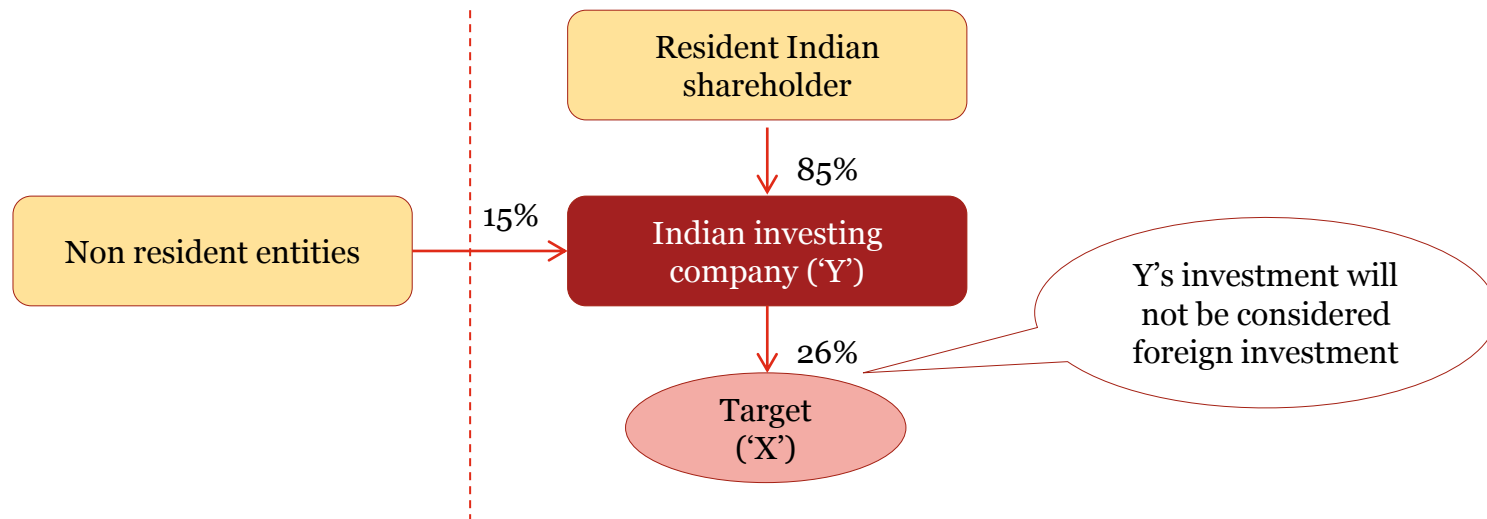 Resident Indian
shareholder
85%
Non resident entities
15%
Indian investing
company (‘Y’)
26%
Y’s investment will
not be considered
foreign investment
Target
(‘X’)